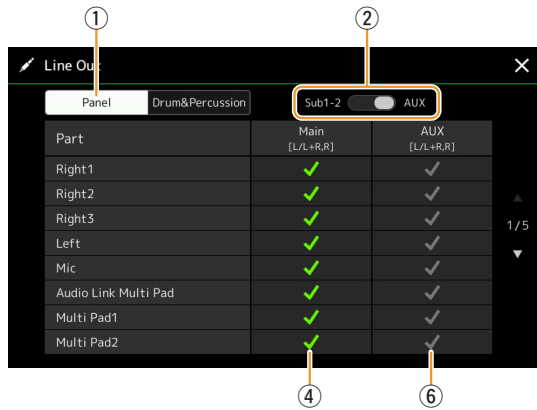 ① ②
Line Out
Panel Drum&Percussion Sub1-2 AUX
Part Main AUX
[L/L+R,R] [L/L+R,R]
Right1
Right2
Right3
1/5
Left
Mic
Audio Link Multi Pad
Multi Pad1
Multi Pad2
④ ⑥